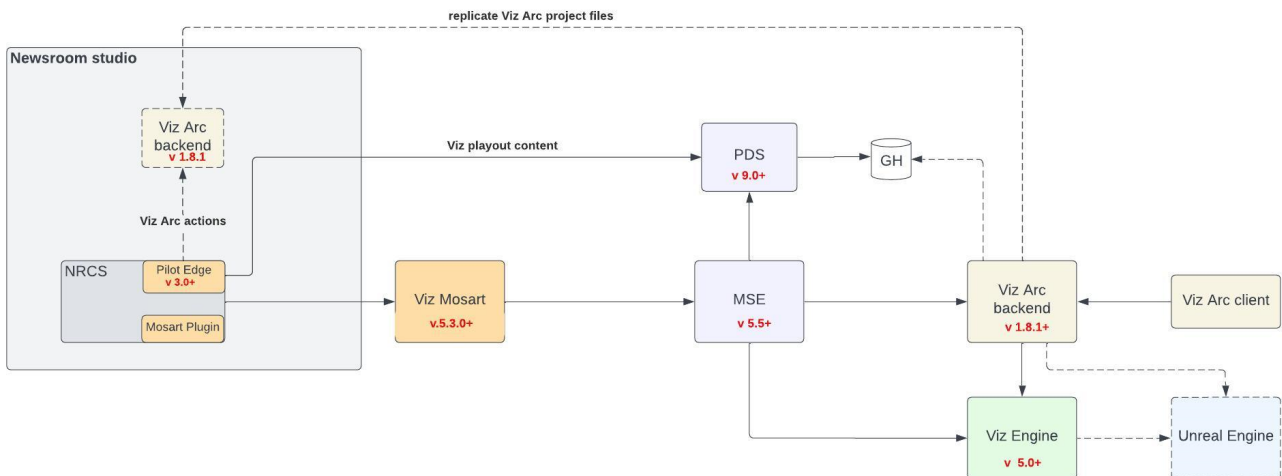 replicate Viz Arc project files
Newsroom studio
Viz Arc
backend
v 1.8.1
Viz playout content
PDS
v 9.0+
GH
Viz Arc actions
NRCS
Pilot Edge
v 3.0+
Mosart Plugin
Viz Mosart
v.5.3.0+
MSE
v 5.5+
Viz Arc
backend
v 1.8.1+
Viz Arc client
Viz Engine
v 5.0+
Unreal Engine